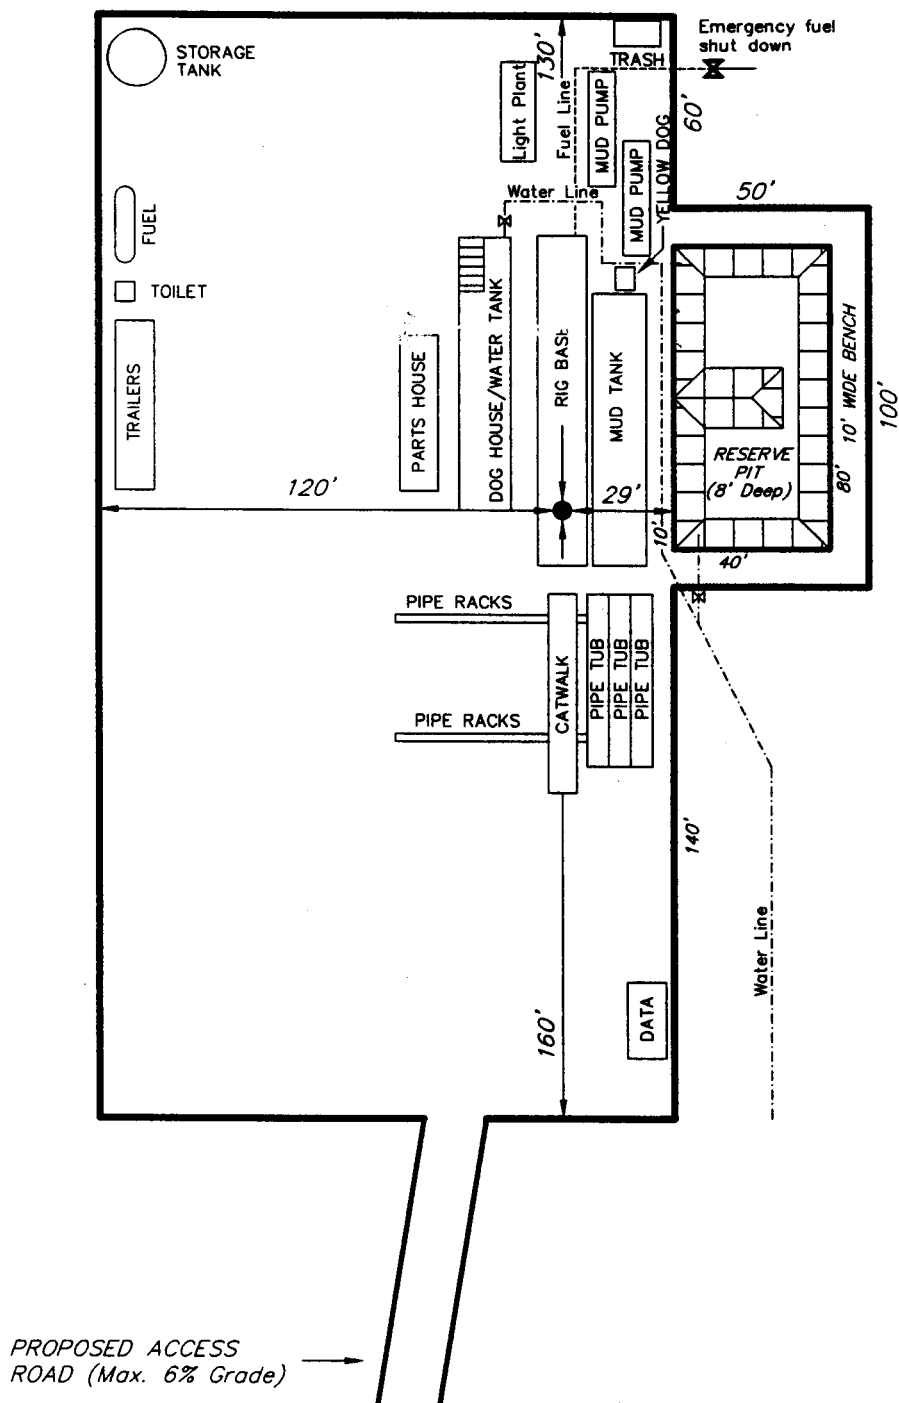 Emergency fuel
shut down
STORAGE
TANK
130'
TRASH
Light Plant
Fuel Line
MUD PUMP
60'
MUD PUMP
YELLOW DOG
Water Line
50'
FUEL
TOILET
TRAILERS
PARTS HOUSE
DOG HOUSE/WATER TANK
RIG BASE
MUD TANK
RESERVE
PIT
(8' Deep)
10' WIDE BENCH
100'
80'
120'
29'
10'
40'
PIPE RACKS
CATWALK
PIPE TUB
PIPE TUB
PIPE TUB
PIPE RACKS
140'
Water Line
160'
DATA
PROPOSED ACCESS
ROAD (Max. 6% Grade)